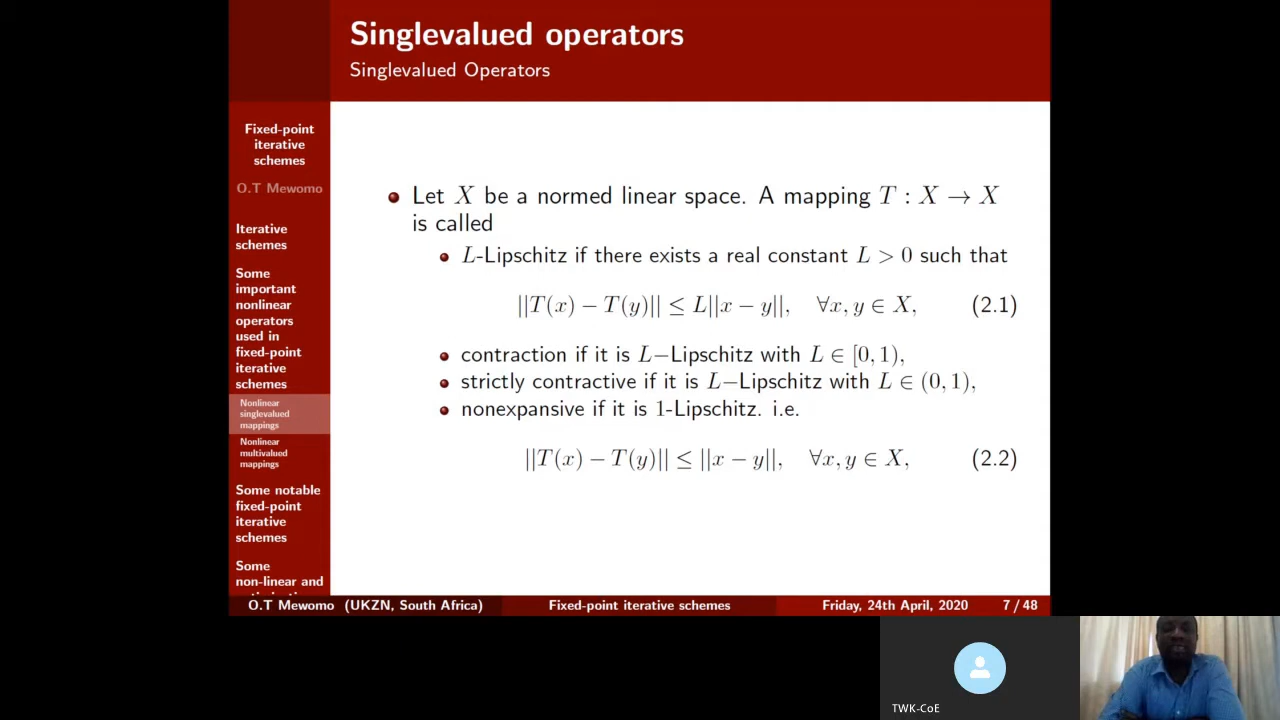 Singlevalued operators
Singlevalued Operators
Fixed-point
iterative
schemes
O.T Mewomo
Iterative
schemes
Some
important
nonlinear
operators
used in
fixed-point
iterative
schemes
Nonlinear
singlevalued
mappings
Nonlinear
multivalued
mappings
Some notable
fixed-point
iterative
schemes
Some
non-linear and
Let X be a normed linear space. A mapping T : X → X
is called
L-Lipschitz if there exists a real constant L > 0 such that
||T(x) − T(y)|| ≤ L||x − y||, ∀x, y ∈ X, (2.1)
contraction if it is L−Lipschitz with L ∈ [0, 1),
strictly contractive if it is L−Lipschitz with L ∈ (0, 1),
nonexpansive if it is 1-Lipschitz. i.e.
||T(x) − T(y)|| ≤ ||x − y||, ∀x, y ∈ X, (2.2)
O.T Mewomo (UKZN, South Africa) Fixed-point iterative schemes Friday, 24th April, 2020 7 / 48
TWK-CoE